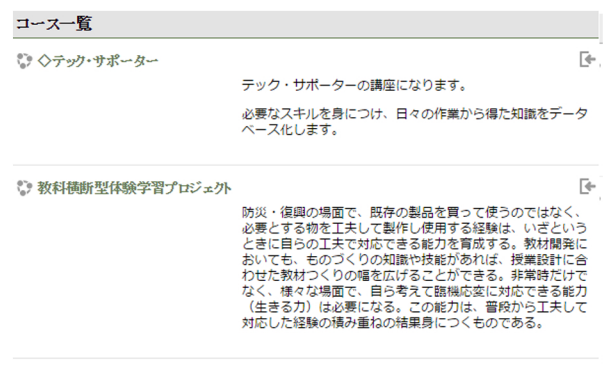 コース一覧
◇テック・サポーター
テック・サポーターの講座になります。
必要なスキルを身につけ、日々の作業から得た知識をデータ
ベース化します。
教科横断型体験学習プロジェクト
防災・復興の場面で、既存の製品を買って使うのではなく、
必要とする物を工夫して製作し使用する経験は、いざという
ときに自らの工夫で対応できる能力を育成する。教材開発に
おいても、ものづくりの知識や技能があれば、授業設計に合
わせた教材つくりの幅を広げることができる。非常時だけで
なく、様々な場面で、自ら考えて臨機応変に対応できる能力
（生きる力）は必要になる。この能力は、普段から工夫して
対応した経験の積み重ねの結果身につくものである。